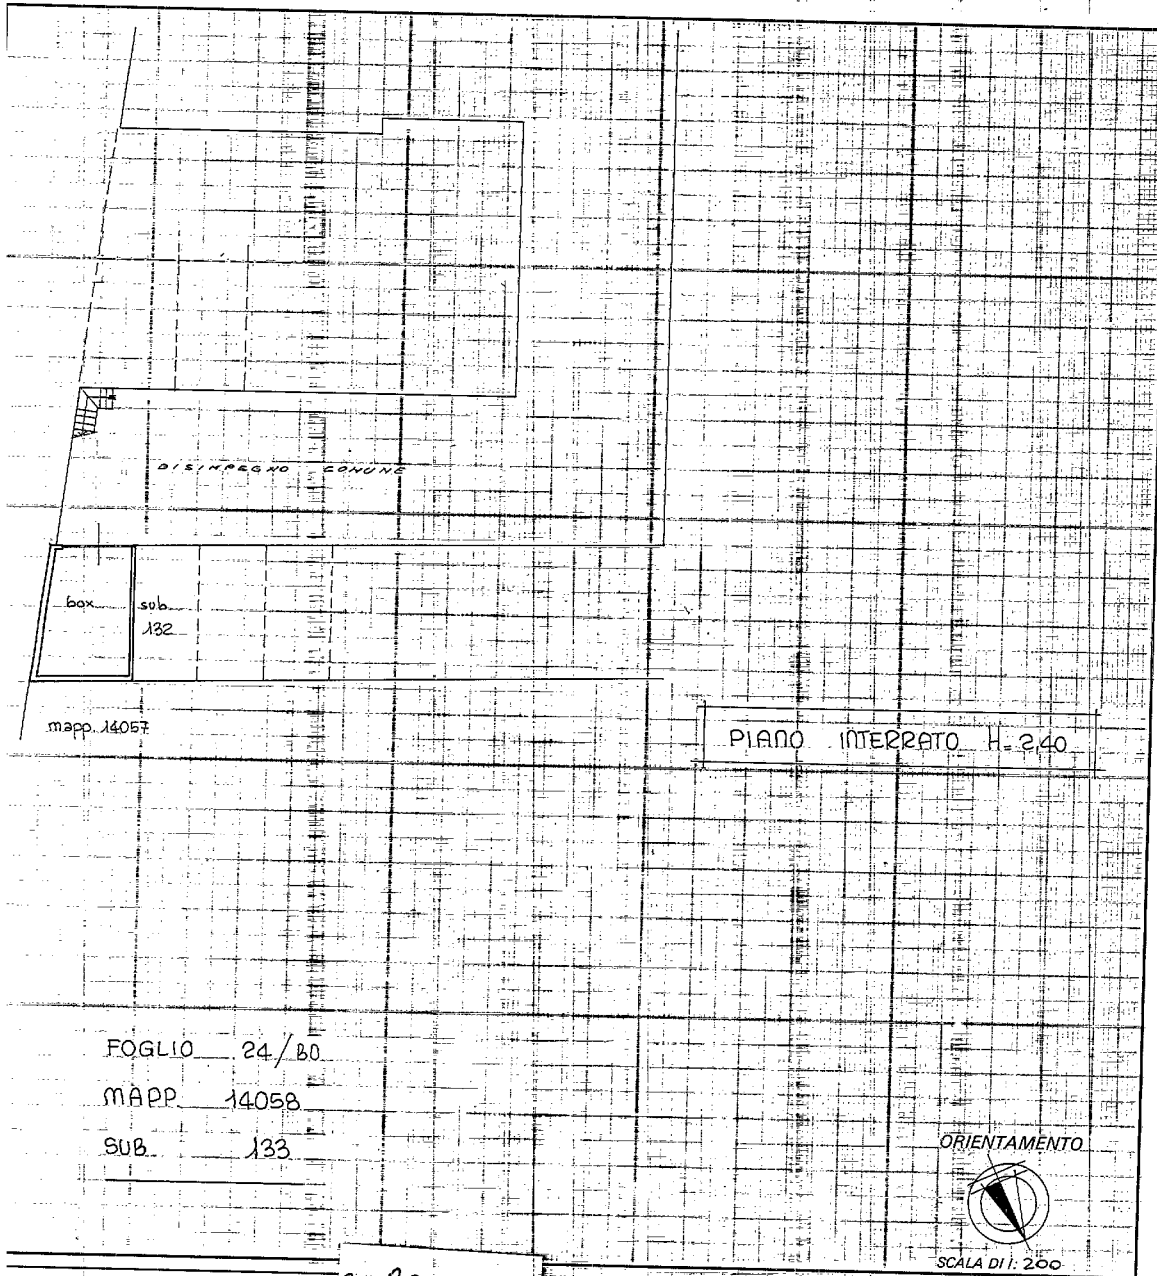 DISIMPEGNO COMUNE
box
sub
132
mapp. 14057
PIANO INTERRATO H. 2,40
FOGLIO 24/BO
MAPP. 14058
SUB 133
ORIENTAMENTO
SCALA DI 1: 200